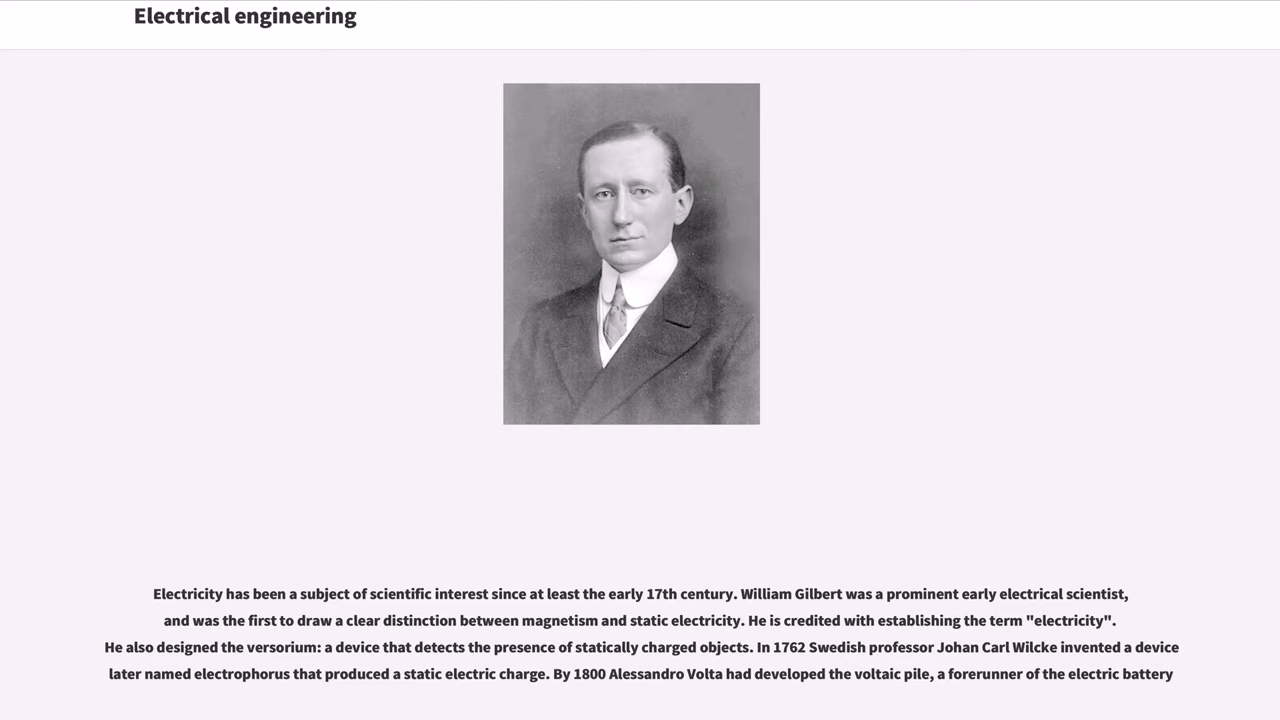 Electrical engineering
Electricity has been a subject of scientific interest since at least the early 17th century. William Gilbert was a prominent early electrical scientist,
and was the first to draw a clear distinction between magnetism and static electricity. He is credited with establishing the term "electricity".
He also designed the versorium: a device that detects the presence of statically charged objects. In 1762 Swedish professor Johan Carl Wilcke invented a device
later named electrophorus that produced a static electric charge. By 1800 Alessandro Volta had developed the voltaic pile, a forerunner of the electric battery